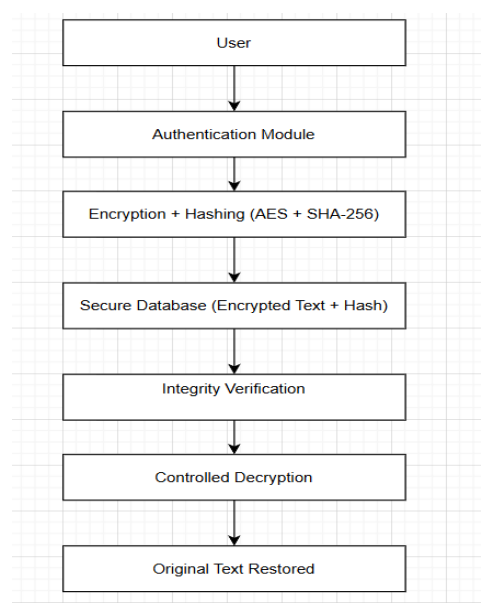 User
Authentication Module
Encryption + Hashing (AES + SHA-256)
Secure Database (Encrypted Text + Hash)
Integrity Verification
Controlled Decryption
Original Text Restored